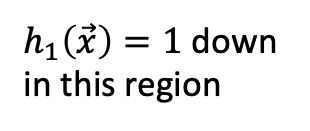 h₁(x⃗) = 1 down
in this region